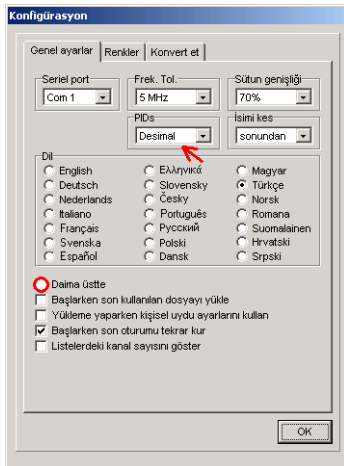 Konfigürasyon
Genel ayarlar Renkler Konvert et
Seriel port Frek. Tol. Sütun genişliği
Com 1 5 MHz 70%
PIDs İsimi kes
Desimal sonundan
Dil
English Ελληνικά Magyar
Deutsch Slovensky Türkçe
Nederlands Česky Norsk
Italiano Português Romana
Français Русский Suomalainen
Svenska Polski Hrvatski
Español Dansk Srpski
Daima üstte
Başlarken son kullanılan dosyayı yükle
Yükleme yaparken kişisel uydu ayarlarını kullan
Başlarken son oturumu tekrar kur
Listelerdeki kanal sayısını göster
OK